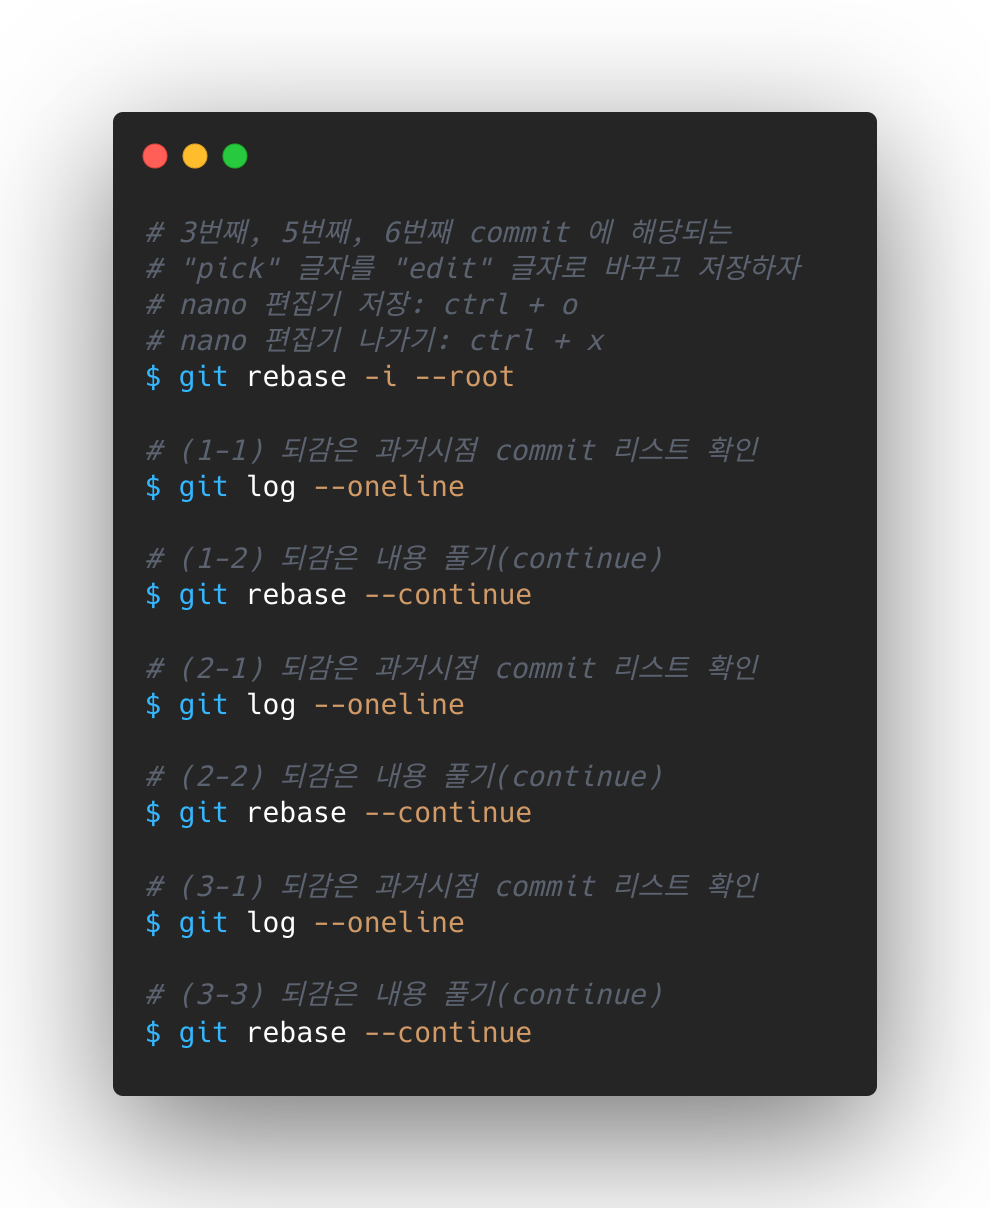 # 3번째, 5번째, 6번째 commit 에 해당되는
# "pick" 글자를 "edit" 글자로 바꾸고 저장하자
# nano 편집기 저장: ctrl + o
# nano 편집기 나가기: ctrl + x
$ git rebase -i --root
# (1-1) 되감은 과거시점 commit 리스트 확인
$ git log --oneline
# (1-2) 되감은 내용 풀기(continue)
$ git rebase --continue
# (2-1) 되감은 과거시점 commit 리스트 확인
$ git log --oneline
# (2-2) 되감은 내용 풀기(continue)
$ git rebase --continue
# (3-1) 되감은 과거시점 commit 리스트 확인
$ git log --oneline
# (3-3) 되감은 내용 풀기(continue)
$ git rebase --continue